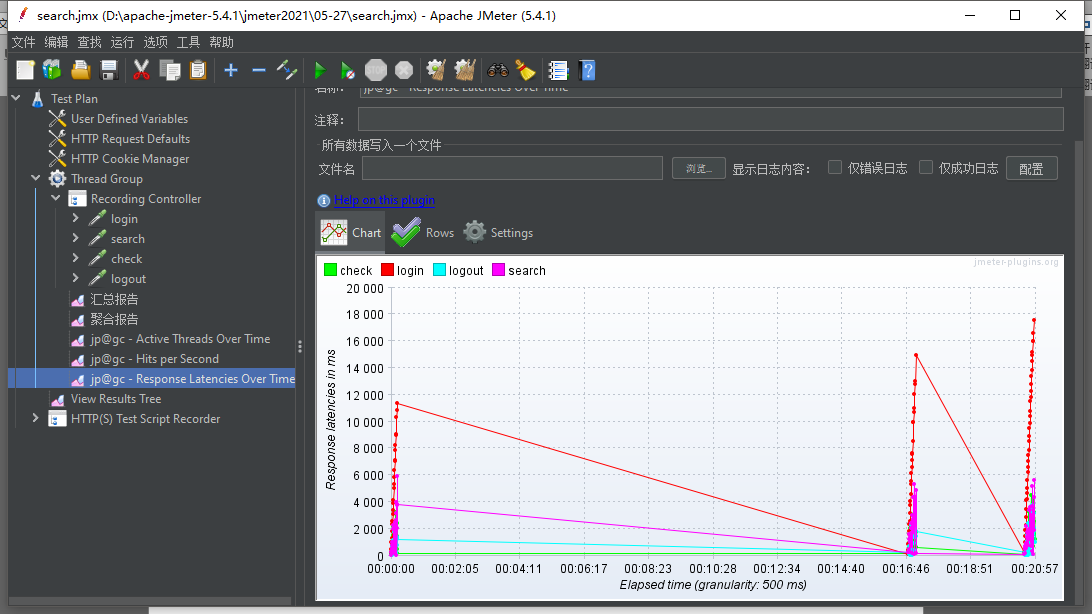 search.jmx (D:\apache-jmeter-5.4.1\jmeter2021\05-27\search.jmx) - Apache JMeter (5.4.1)
文件 编辑 查找 运行 选项 工具 帮助
STOP
Test Plan
User Defined Variables
HTTP Request Defaults
HTTP Cookie Manager
Thread Group
Recording Controller
login
search
check
logout
汇总报告
聚合报告
jp@gc - Active Threads Over Time
jp@gc - Hits per Second
jp@gc - Response Latencies Over Time
View Results Tree
HTTP(S) Test Script Recorder
名称： jp@gc - Response Latencies Over Time
注释：
所有数据写入一个文件
文件名 浏览... 显示日志内容： 仅错误日志 仅成功日志 配置
Help on this plugin
Chart Rows Settings
jmeter-plugins.org
check login logout search
20 000
18 000
16 000
14 000
12 000
10 000
8 000
6 000
4 000
2 000
0
Response latencies in ms
00:00:00 00:02:05 00:04:11 00:06:17 00:08:23 00:10:28 00:12:34 00:14:40 00:16:46 00:18:51 00:20:57
Elapsed time (granularity: 500 ms)